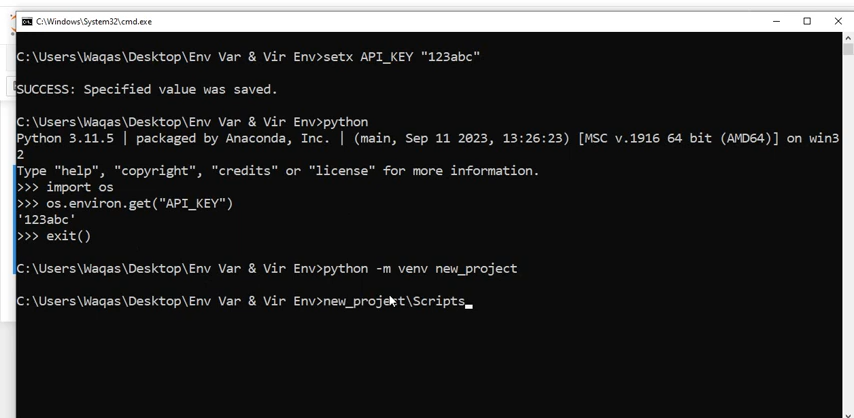 C:\Windows\System32\cmd.exe
C:\Users\Waqas\Desktop\Env Var & Vir Env>setx API_KEY "123abc"
SUCCESS: Specified value was saved.
C:\Users\Waqas\Desktop\Env Var & Vir Env>python
Python 3.11.5 | packaged by Anaconda, Inc. | (main, Sep 11 2023, 13:26:23) [MSC v.1916 64 bit (AMD64)] on win3
2
Type "help", "copyright", "credits" or "license" for more information.
>>> import os
>>> os.environ.get("API_KEY")
'123abc'
>>> exit()
C:\Users\Waqas\Desktop\Env Var & Vir Env>python -m venv new_project
C:\Users\Waqas\Desktop\Env Var & Vir Env>new_project\Scripts